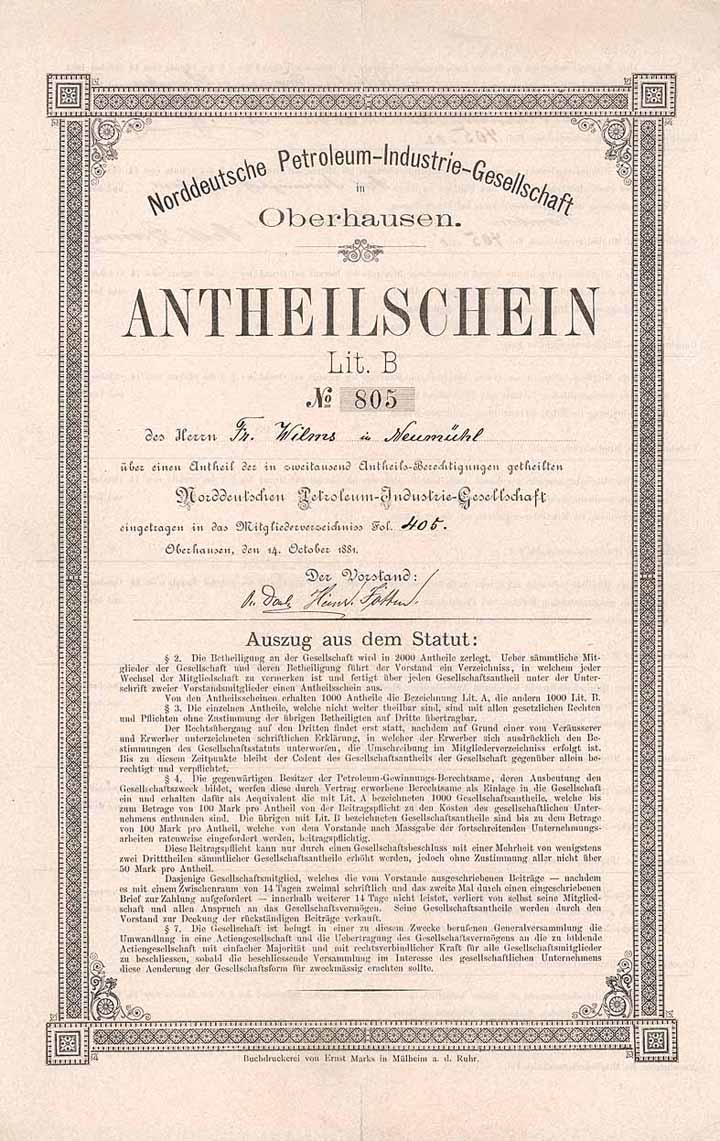 Norddeutsche Petroleum-Industrie-Gesellschaft
in
Oberhausen.
ANTHEILSCHEIN
Lit. B
No 805
des Herrn Fr. Wilms in Neumühl
über einen Antheil der in zweitausend Antheils-Berechtigungen getheilten
Norddeutschen Petroleum-Industrie-Gesellschaft
eingetragen in das Mitgliederverzeichniss Fol. 405.
Oberhausen, den 14. October 1881.
Der Vorstand:
Heinr.
Auszug aus dem Statut:
§ 2. Die Betheiligung an der Gesellschaft wird in 2000 Antheile zerlegt. Ueber sämmtliche Mit-
glieder der Gesellschaft und deren Betheiligung führt der Vorstand ein Verzeichniss, in welchem jeder
Wechsel der Mitgliedschaft zu vermerken ist und fertigt über jeden Gesellschaftsantheil unter der Unter-
schrift zweier Vorstandsmitglieder einen Antheilsschein aus.
Von den Antheilsscheinen erhalten 1000 Antheile die Bezeichnung Lit. A, die andern 1000 Lit. B.
§ 3. Die einzelnen Antheile, welche nicht weiter theilbar sind, sind mit allen gesetzlichen Rechten
und Pflichten ohne Zustimmung der übrigen Betheiligten auf Dritte übertragbar.
Der Rechtsübergang auf den Dritten findet erst statt, nachdem auf Grund einer vom Veräusserer
und Erwerber unterzeichneten schriftlichen Erklärung, in welcher der Erwerber sich ausdrücklich den Be-
stimmungen des Gesellschaftsstatuts unterworfen, die Umschreibung im Mitgliederverzeichniss erfolgt ist.
Bis zu diesem Zeitpunkte bleibt der Cedent des Gesellschaftsantheils der Gesellschaft gegenüber allein be-
rechtigt und verpflichtet.
§ 4. Die gegenwärtigen Besitzer der Petroleum-Gewinnungs-Berechtsame, deren Ausbeutung den
Gesellschaftszweck bildet, werfen diese durch Vertrag erworbene Berechtsame als Einlage in die Gesellschaft
ein und erhalten dafür als Aequivalent die mit Lit. A bezeichneten 1000 Gesellschaftsantheile, welche bis
zum Betrage von 100 Mark pro Antheil von der Beitragspflicht zu den Kosten des gesellschaftlichen Unter-
nehmens enthunden sind. Die übrigen mit Lit. B bezeichneten Gesellschaftsantheile sind bis zu dem Betrage
von 100 Mark pro Antheil, welche von dem Vorstande nach Massgabe der fortschreitenden Unternehmungs-
arbeiten ratenweise eingefordert werden, beitragspflichtig.
Diese Beitragspflicht kann nur durch einen Gesellschaftsbeschluss mit einer Mehrheit von wenigstens
zwei Dritttheilen sämmtlicher Gesellschaftsantheile erhöht werden, jedoch ohne Zustimmung aller nicht über
50 Mark pro Antheil.
Dasjenige Gesellschaftsmitglied, welches die vom Vorstande ausgeschriebenen Beiträge — nachdem
es mit einem Zwischenraum von 14 Tagen zweimal schriftlich und das zweite Mal durch einen eingeschriebenen
Brief zur Zahlung aufgefordert — innerhalb weiterer 14 Tage nicht leistet, verliert von selbst seine Mitglied-
schaft und allen Anspruch an das Gesellschaftsvermögen. Seine Gesellschaftsantheile werden durch den
Vorstand zur Deckung der rückständigen Beiträge verkauft.
§ 7. Die Gesellschaft ist befugt in einer zu diesem Zwecke berufenen Generalversammlung die
Umwandlung in eine Actiengesellschaft und die Uebertragung des Gesellschaftsvermögens an die zu bildende
Actiengesellschaft mit einfacher Majorität und mit rechtsverbindlicher Kraft für alle Gesellschaftsmitglieder
zu beschliessen, sobald die beschliessende Versammlung im Interesse des gesellschaftlichen Unternehmens
diese Aenderung der Gesellschaftsform für zweckmässig erachten sollte.
Buchdruckerei von Ernst Marks in Mülheim a. d. Ruhr.